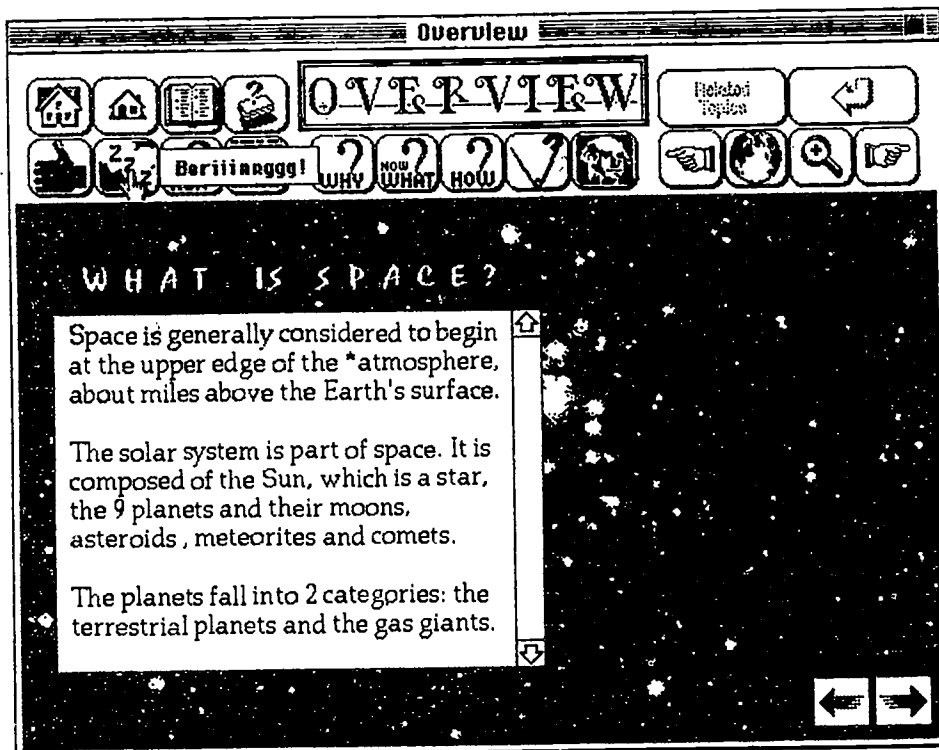 Overview
OVERVIEW
Related
Topics
z z z z
Beriiianggg!
WHY
NOW
WHAT
HOW
WHAT IS SPACE?
Space is generally considered to begin
at the upper edge of the *atmosphere,
about miles above the Earth's surface.
The solar system is part of space. It is
composed of the Sun, which is a star,
the 9 planets and their moons,
asteroids, meteorites and comets.
The planets fall into 2 categories: the
terrestrial planets and the gas giants.